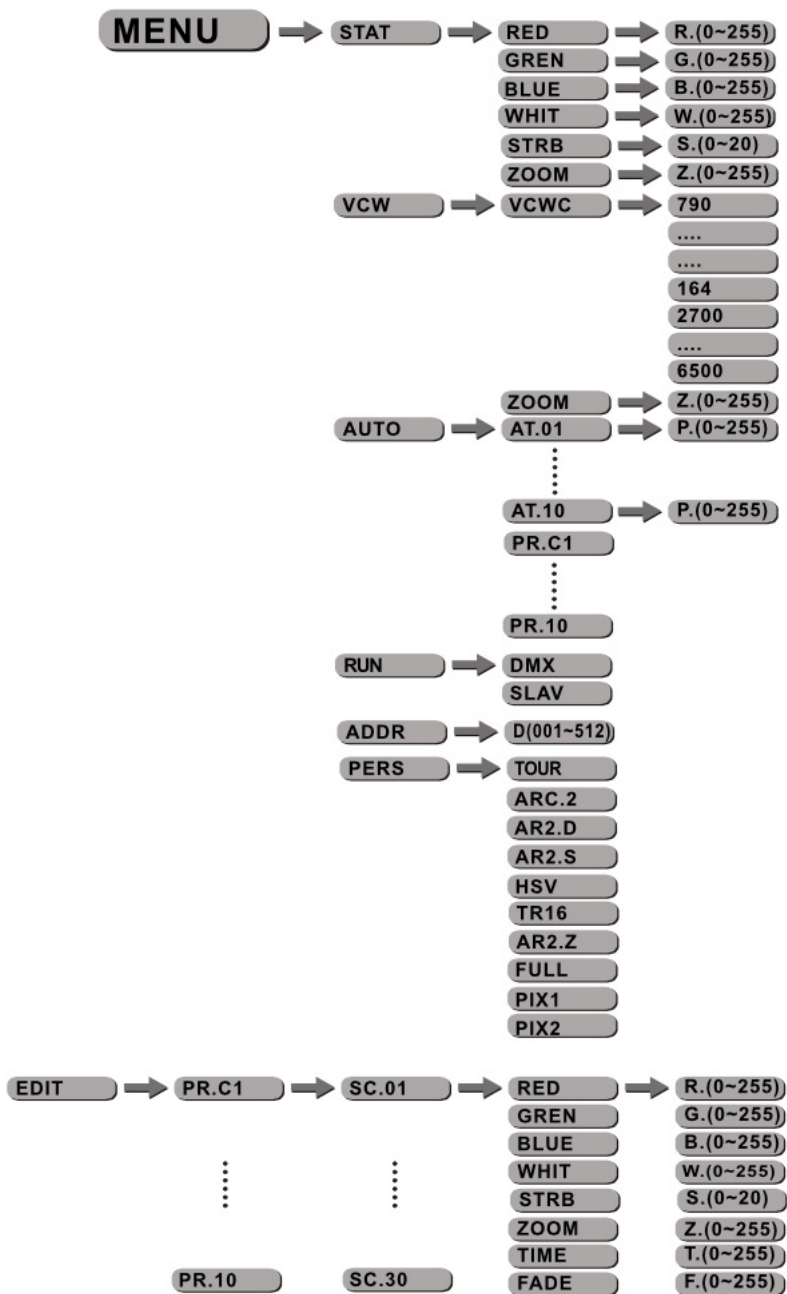 MENU STAT RED R.(0~255)
GREN G.(0~255)
BLUE B.(0~255)
WHIT W.(0~255)
STRB S.(0~20)
ZOOM Z.(0~255)
VCW VCWC 790
....
....
164
2700
....
6500
ZOOM Z.(0~255)
AUTO AT.01 P.(0~255)
AT.10 P.(0~255)
PR.C1
PR.10
RUN DMX
SLAV
ADDR D(001~512)
PERS TOUR
ARC.2
AR2.D
AR2.S
HSV
TR16
AR2.Z
FULL
PIX1
PIX2
EDIT PR.C1 SC.01 RED R.(0~255)
GREN G.(0~255)
BLUE B.(0~255)
WHIT W.(0~255)
STRB S.(0~20)
ZOOM Z.(0~255)
TIME T.(0~255)
PR.10 SC.30 FADE F.(0~255)